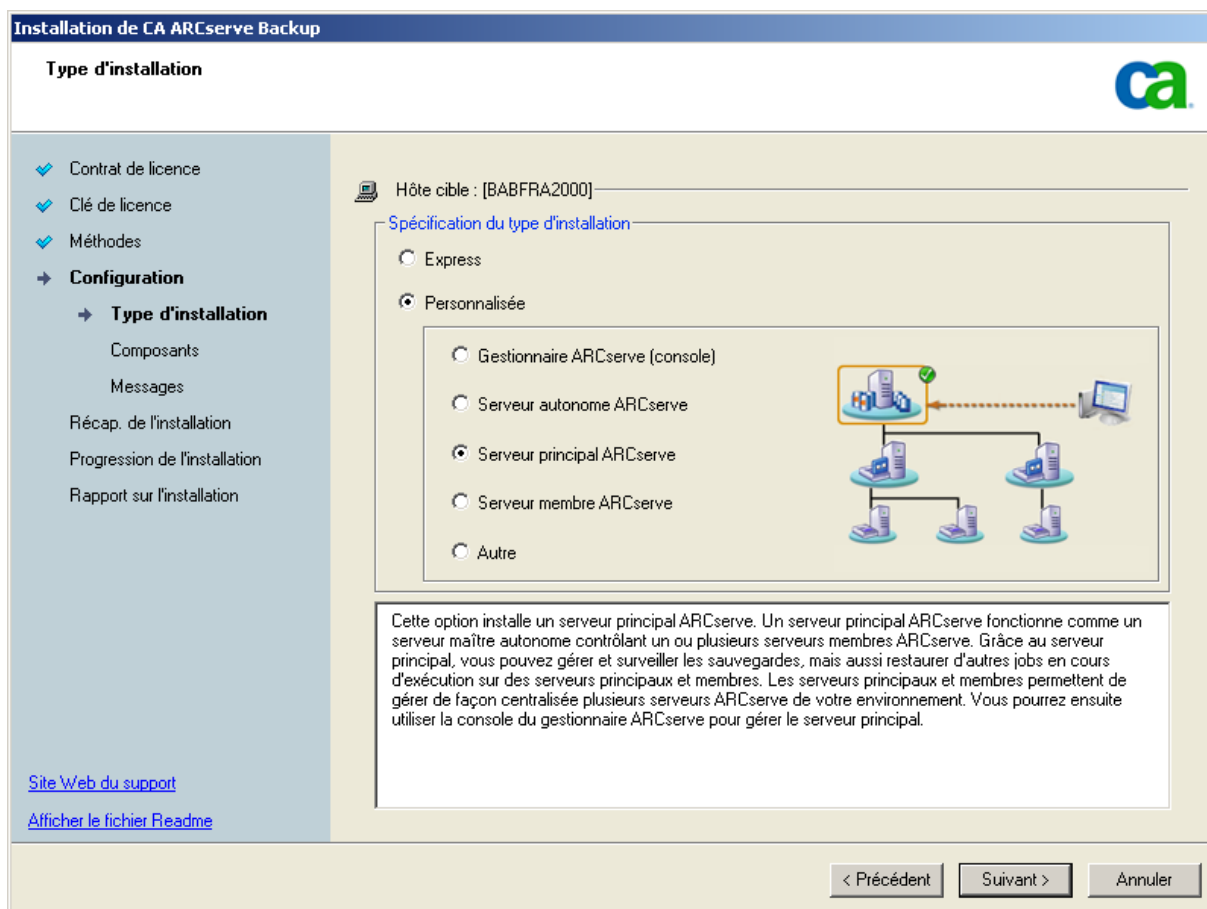 Installation de CA ARCserve Backup
Type d'installation
ca
Contrat de licence
Clé de licence
Méthodes
Configuration
Type d'installation
Composants
Messages
Récap. de l'installation
Progression de l'installation
Rapport sur l'installation
Site Web du support
Afficher le fichier Readme
Hôte cible : [BABFRA2000]
Spécification du type d'installation
Express
Personnalisée
Gestionnaire ARCserve (console)
Serveur autonome ARCserve
Serveur principal ARCserve
Serveur membre ARCserve
Autre
Cette option installe un serveur principal ARCserve. Un serveur principal ARCserve fonctionne comme un
serveur maître autonome contrôlant un ou plusieurs serveurs membres ARCserve. Grâce au serveur
principal, vous pouvez gérer et surveiller les sauvegardes, mais aussi restaurer d'autres jobs en cours
d'exécution sur des serveurs principaux et membres. Les serveurs principaux et membres permettent de
gérer de façon centralisée plusieurs serveurs ARCserve de votre environnement. Vous pourrez ensuite
utiliser la console du gestionnaire ARCserve pour gérer le serveur principal.
< Précédent
Suivant >
Annuler